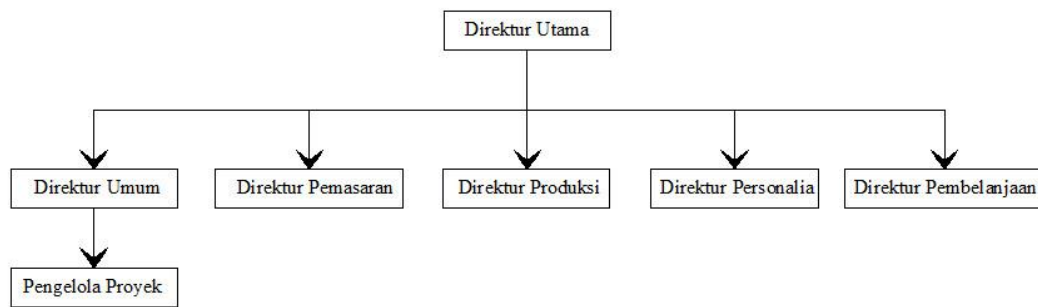 Direktur Utama
Direktur Umum
Direktur Pemasaran
Direktur Produksi
Direktur Personalia
Direktur Pembelanjaan
Pengelola Proyek